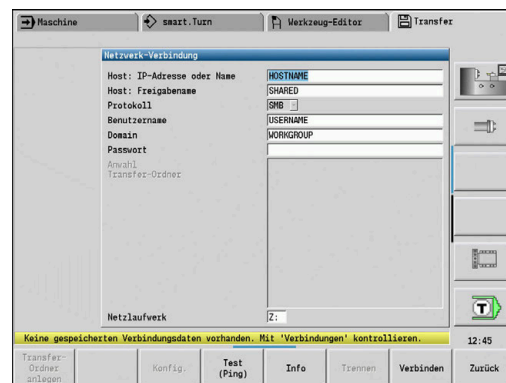 Maschine
smart.Turn
Werkzeug-Editor
Transfer
Netzwerk-Verbindung
Host: IP-Adresse oder Name HOSTNAME
Host: Freigabename SHARED
Protokoll SMB
Benutzername USERNAME
Domain WORKGROUP
Passwort
Anwahl
Transfer-Ordner
T
Netzlaufwerk Z:
Keine gespeicherten Verbindungsdaten vorhanden. Mit 'Verbindungen' kontrollieren.
12:45
Transfer-
Ordner
anlegen
Konfig.
Test
(Ping)
Info
Trennen
Verbinden
Zurück